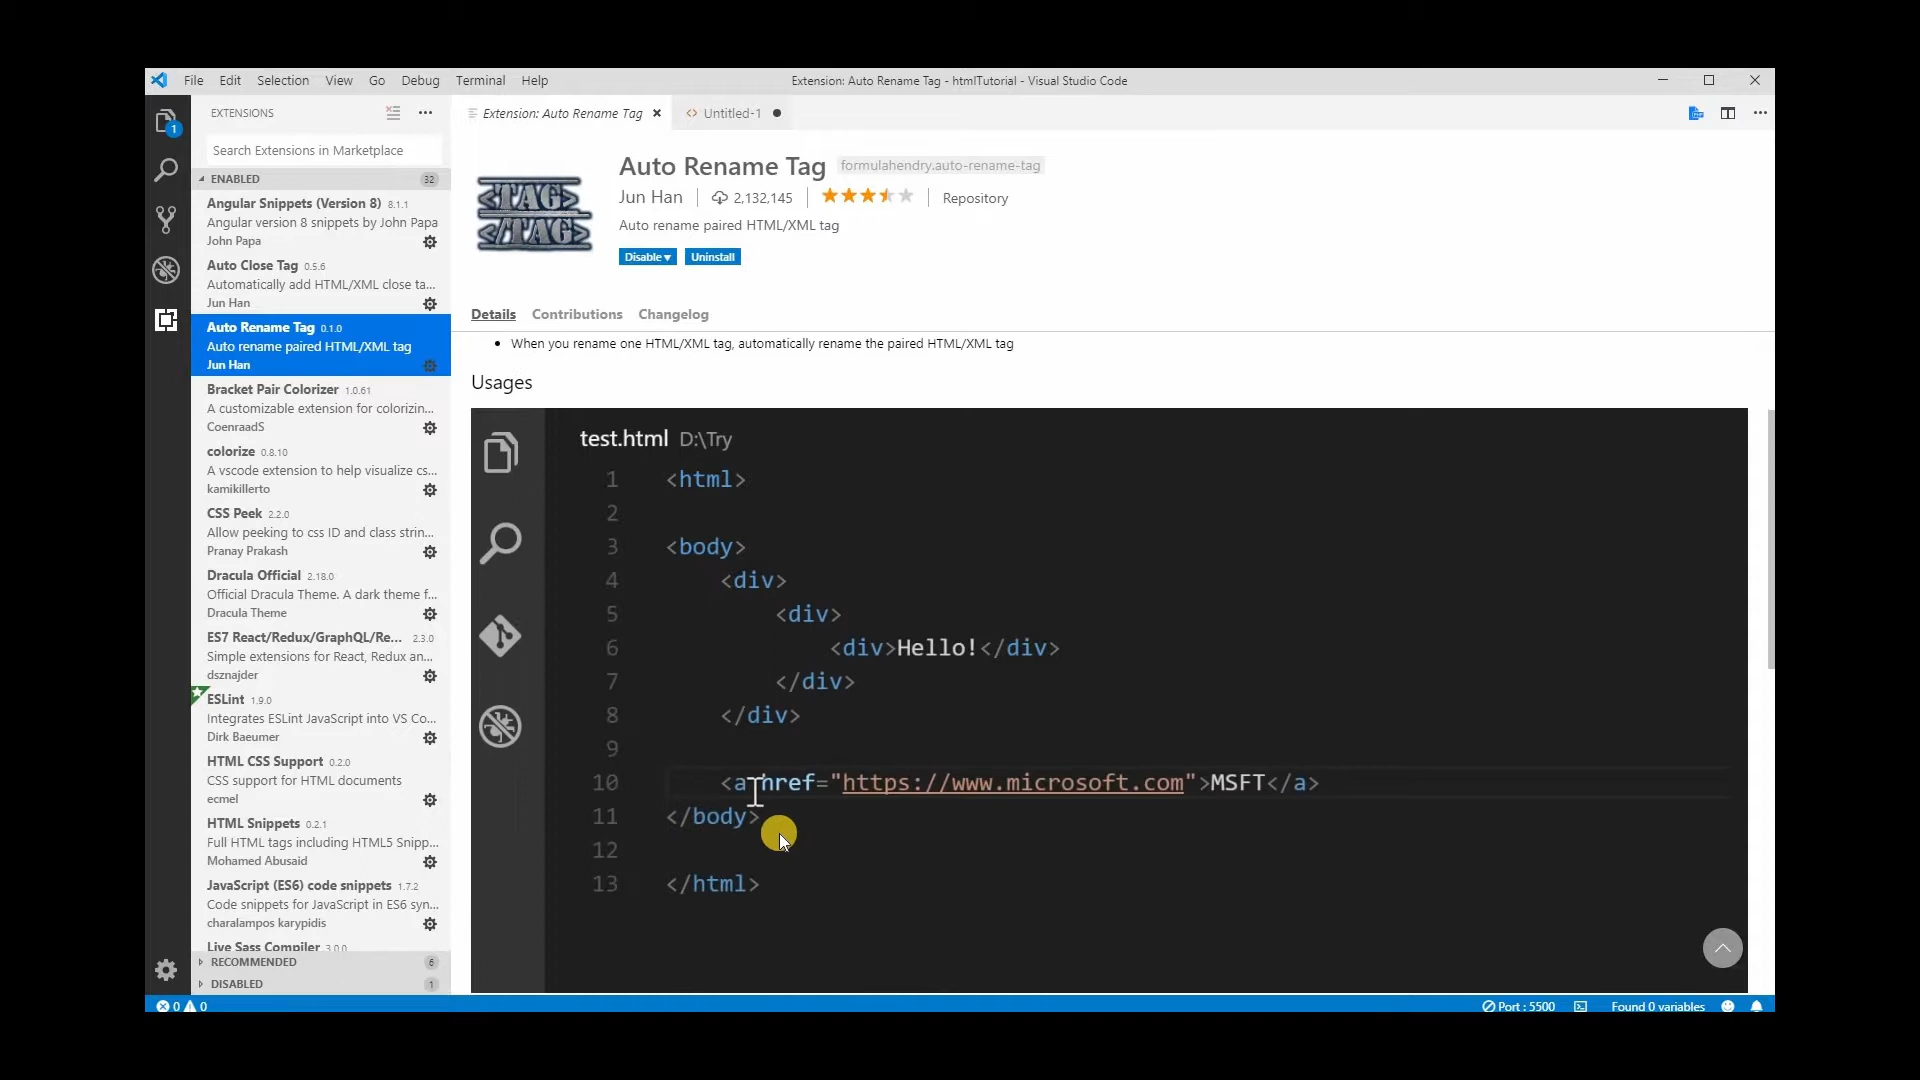 File Edit Selection View Go Debug Terminal Help
Extension: Auto Rename Tag - htmlTutorial - Visual Studio Code
EXTENSIONS
Search Extensions in Marketplace
1
ENABLED 32
Angular Snippets (Version 8) 8.1.1
Angular version 8 snippets by John Papa
John Papa
Auto Close Tag 0.5.6
Automatically add HTML/XML close ta...
Jun Han
Auto Rename Tag 0.1.0
Auto rename paired HTML/XML tag
Jun Han
Bracket Pair Colorizer 1.0.61
A customizable extension for colorizin...
CoenraadS
colorize 0.8.10
A vscode extension to help visualize cs...
kamikillerto
CSS Peek 2.2.0
Allow peeking to css ID and class strin...
Pranay Prakash
Dracula Official 2.18.0
Official Dracula Theme. A dark theme f...
Dracula Theme
ES7 React/Redux/GraphQL/Re... 2.3.0
Simple extensions for React, Redux an...
dsznajder
ESLint 1.9.0
Integrates ESLint JavaScript into VS Co...
Dirk Baeumer
HTML CSS Support 0.2.0
CSS support for HTML documents
ecmel
HTML Snippets 0.2.1
Full HTML tags including HTML5 Snipp...
Mohamed Abusaid
JavaScript (ES6) code snippets 1.7.2
Code snippets for JavaScript in ES6 syn...
charalampos karypidis
Live Sass Compiler 3.0.0
RECOMMENDED 6
DISABLED 1
Extension: Auto Rename Tag
Untitled-1
TAG
/TAG
Auto Rename Tag formulahendry.auto-rename-tag
Jun Han 2,132,145 Repository
Auto rename paired HTML/XML tag
Disable Uninstall
Details Contributions Changelog
When you rename one HTML/XML tag, automatically rename the paired HTML/XML tag
Usages
test.html D:\Try
1 <html>
2
3 <body>
4 <div>
5 <div>
6 <div>Hello!</div>
7 </div>
8 </div>
9
10 <a href="https://www.microsoft.com">MSFT</a>
11 </body>
12
13 </html>
0 0
Port : 5500 Found 0 variables